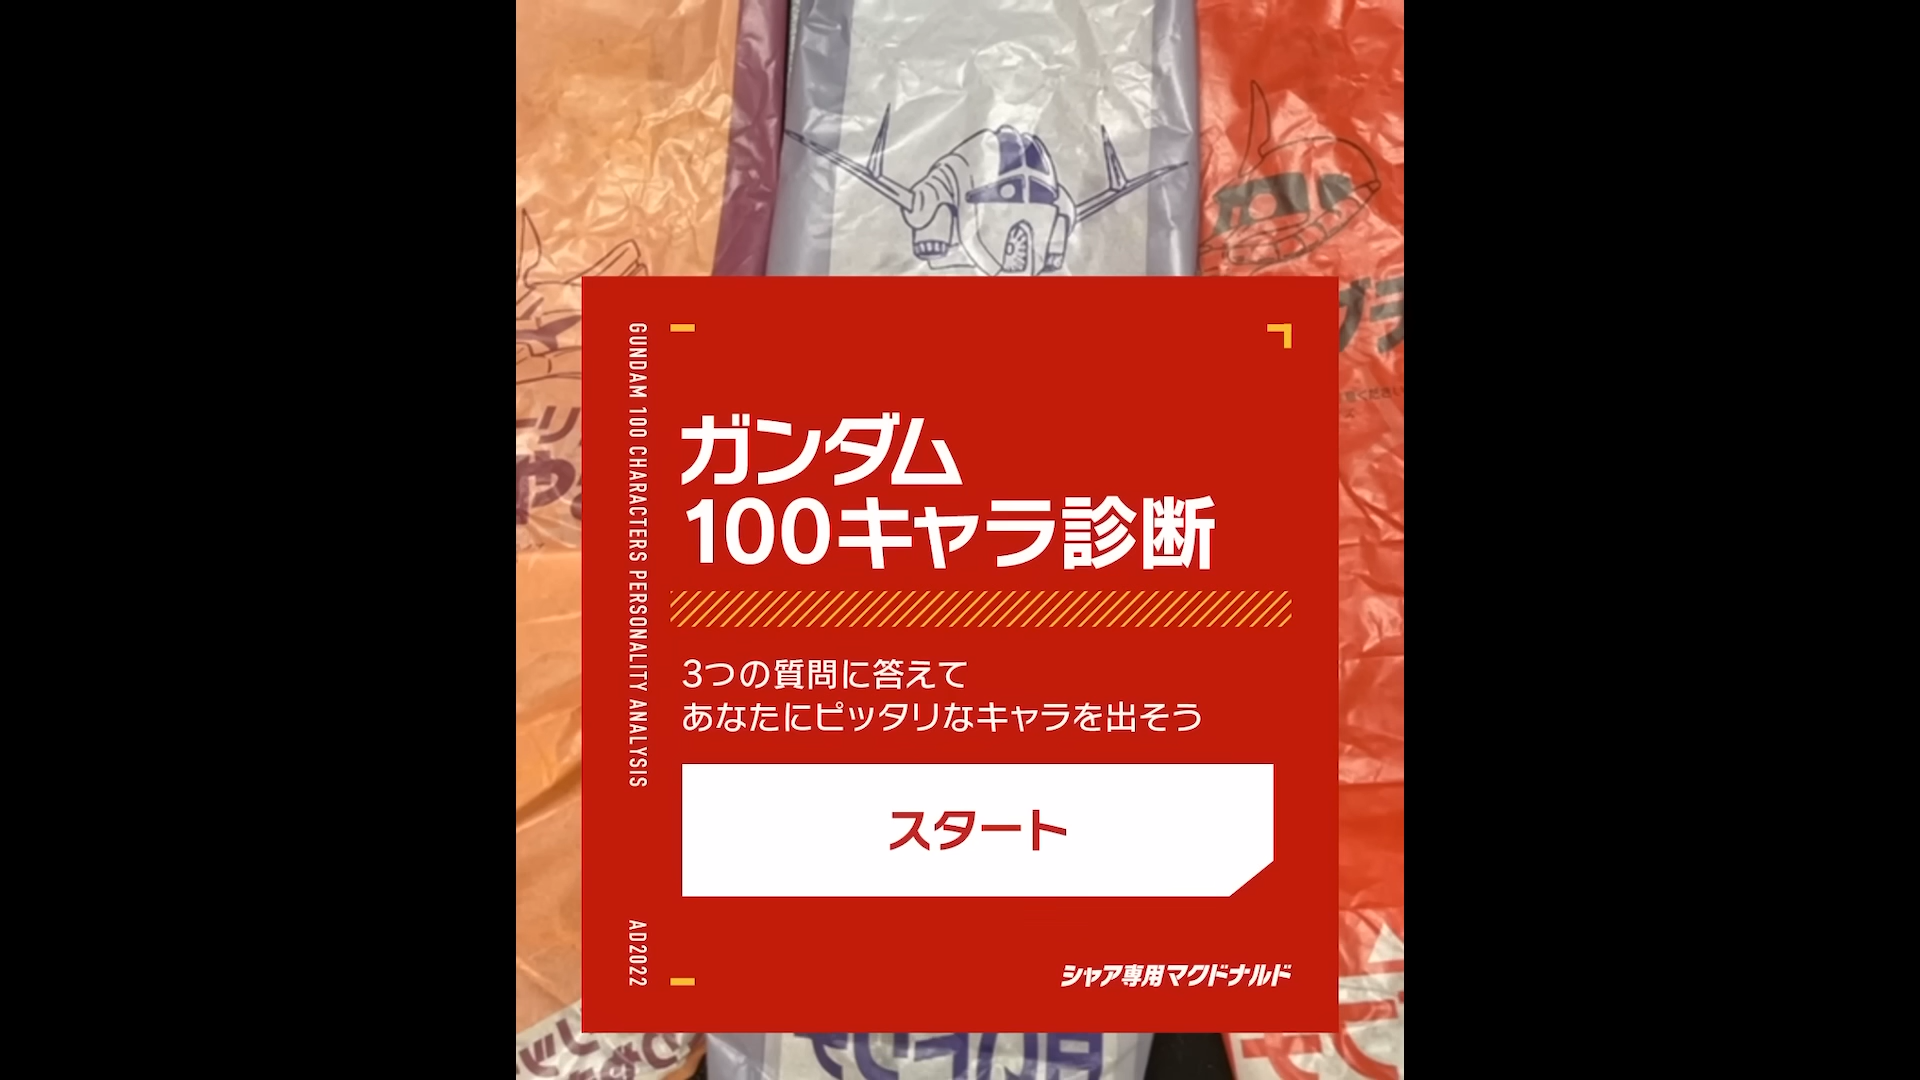 GUNDAM 100 CHARACTERS PERSONALITY ANALYSIS
AD2022
ガンダム
100キャラ診断
3つの質問に答えて
あなたにピッタリなキャラを出そう
スタート
シャア専用マクドナルド